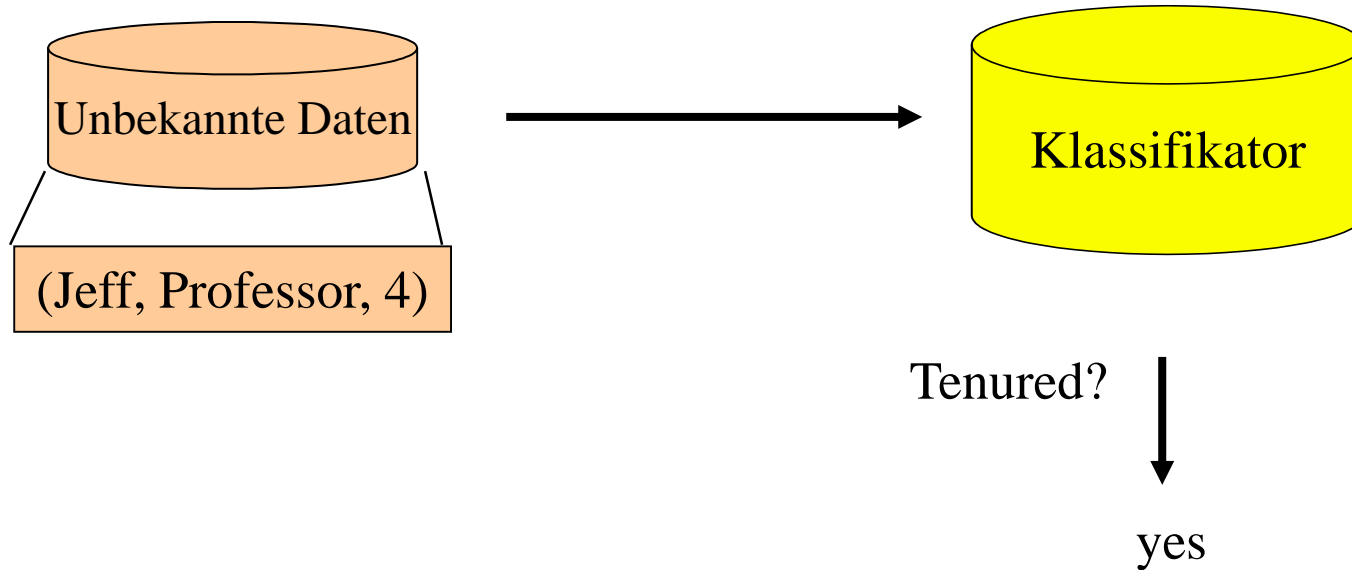 Unbekannte Daten
Klassifikator
(Jeff, Professor, 4)
Tenured?
yes